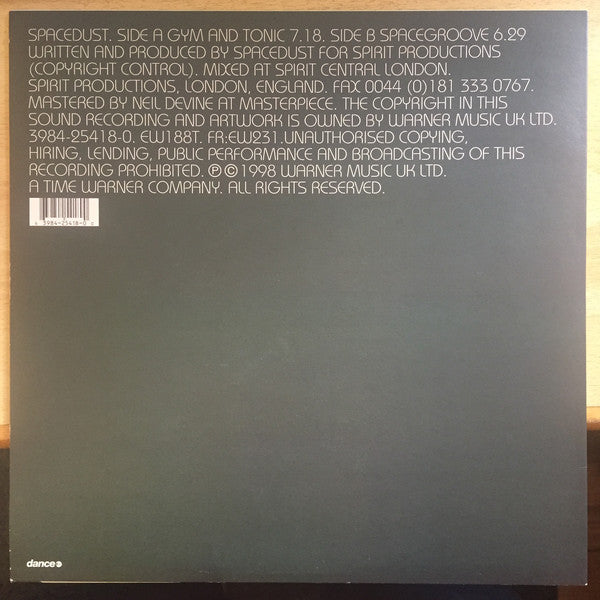 SPACEDUST. SIDE A GYM AND TONIC 7.18. SIDE B SPACEGROOVE 6.29
WRITTEN AND PRODUCED BY SPACEDUST FOR SPIRIT PRODUCTIONS
(COPYRIGHT CONTROL). MIXED AT SPIRIT CENTRAL LONDON.
SPIRIT PRODUCTIONS, LONDON, ENGLAND. FAX 0044 (0)181 333 0767.
MASTERED BY NEIL DEVINE AT MASTERPIECE. THE COPYRIGHT IN THIS
SOUND RECORDING AND ARTWORK IS OWNED BY WARNER MUSIC UK LTD.
3984-25418-0. EW188T. FR:EW231.UNAUTHORISED COPYING,
HIRING, LENDING, PUBLIC PERFORMANCE AND BROADCASTING OF THIS
RECORDING PROHIBITED. ℗ © 1998 WARNER MUSIC UK LTD.
A TIME WARNER COMPANY. ALL RIGHTS RESERVED.
3984-25418-0
dance